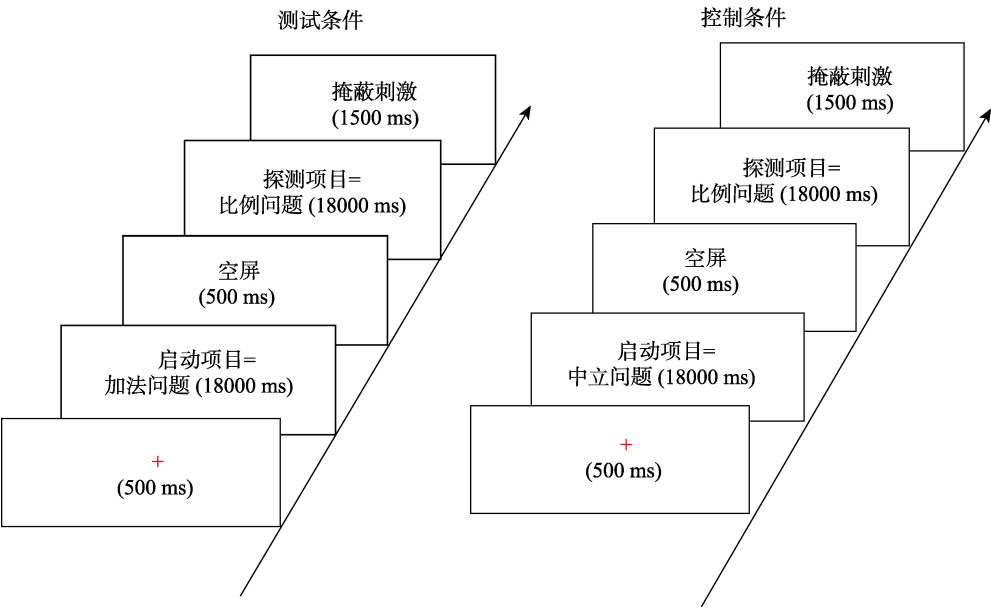 测试条件
掩蔽刺激
(1500 ms)
探测项目=
比例问题 (18000 ms)
空屏
(500 ms)
启动项目=
加法问题 (18000 ms)
+
(500 ms)
控制条件
掩蔽刺激
(1500 ms)
探测项目=
比例问题 (18000 ms)
空屏
(500 ms)
启动项目=
中立问题 (18000 ms)
+
(500 ms)